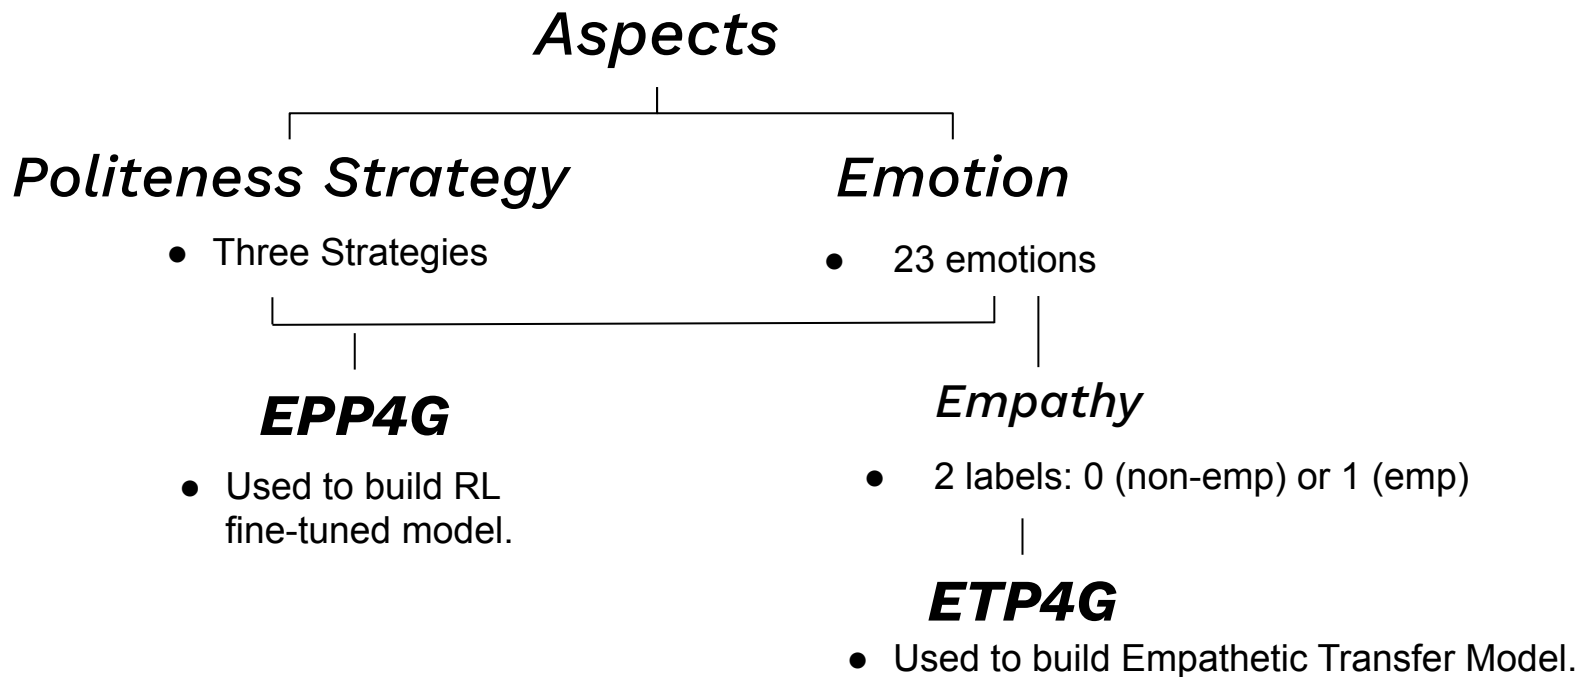 Aspects
Politeness Strategy
Emotion
● Three Strategies
● 23 emotions
EPP4G
● Used to build RL
fine-tuned model.
Empathy
● 2 labels: 0 (non-emp) or 1 (emp)
ETP4G
● Used to build Empathetic Transfer Model.